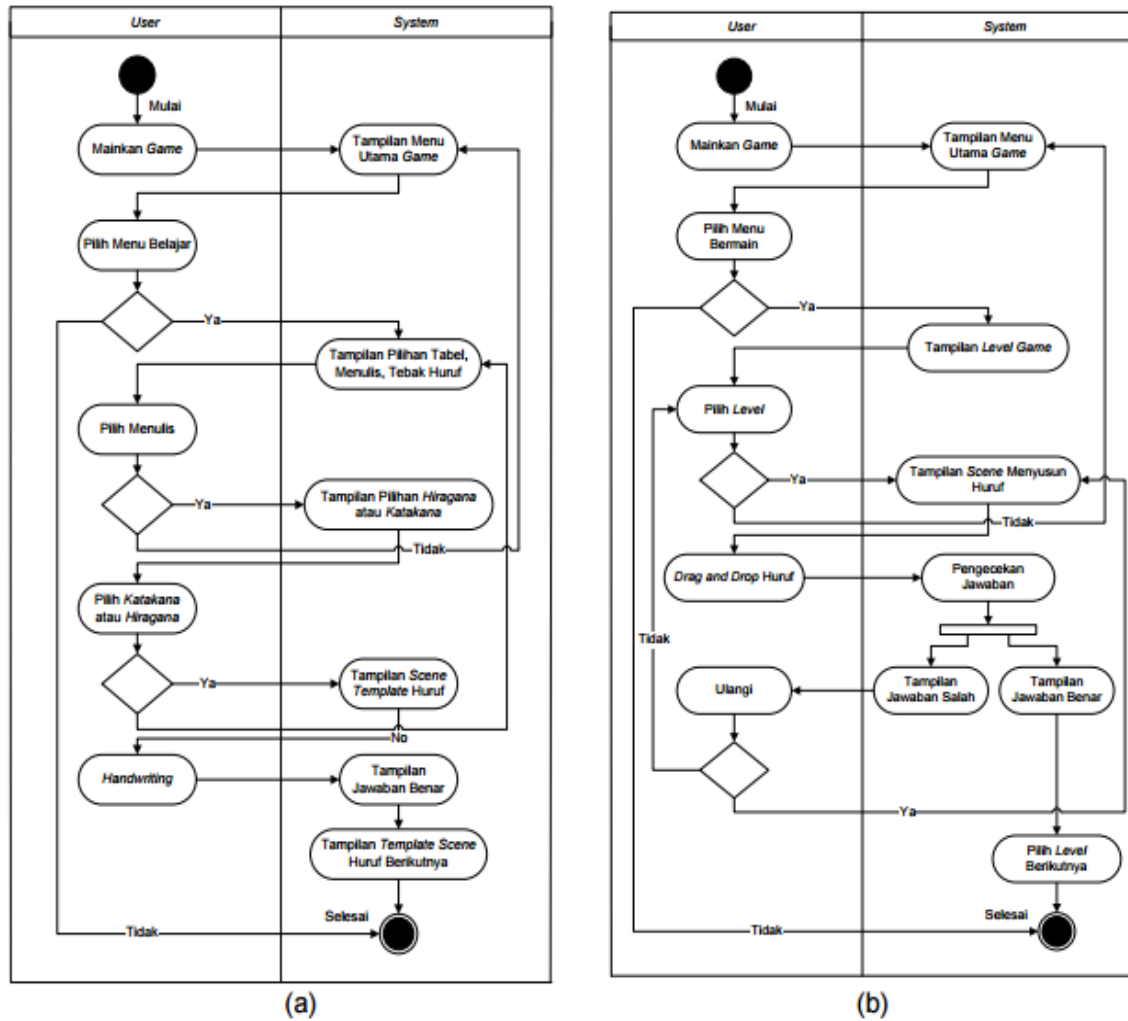 User
System
Mulai
Mainkan Game
Tampilan Menu
Utama Game
Pilih Menu Belajar
Ya
Tampilan Pilihan Tabel,
Menulis, Tebak Huruf
Pilih Menulis
Ya
Tampilan Pilihan Hiragana
atau Katakana
Tidak
Pilih Katakana
atau Hiragana
Ya
Tampilan Scene
Template Huruf
No
Handwriting
Tampilan
Jawaban Benar
Tampilan Template Scene
Huruf Berikutnya
Selesai
Tidak
(a)
User
System
Mulai
Mainkan Game
Tampilan Menu
Utama Game
Pilih Menu
Bermain
Ya
Tampilan Level Game
Pilih Level
Ya
Tampilan Scene Menyusun
Huruf
Tidak
Drag and Drop Huruf
Pengecekan
Jawaban
Tidak
Ulangi
Tampilan
Jawaban Salah
Tampilan
Jawaban Benar
Ya
Pilih Level
Berikutnya
Selesai
Tidak
(b)